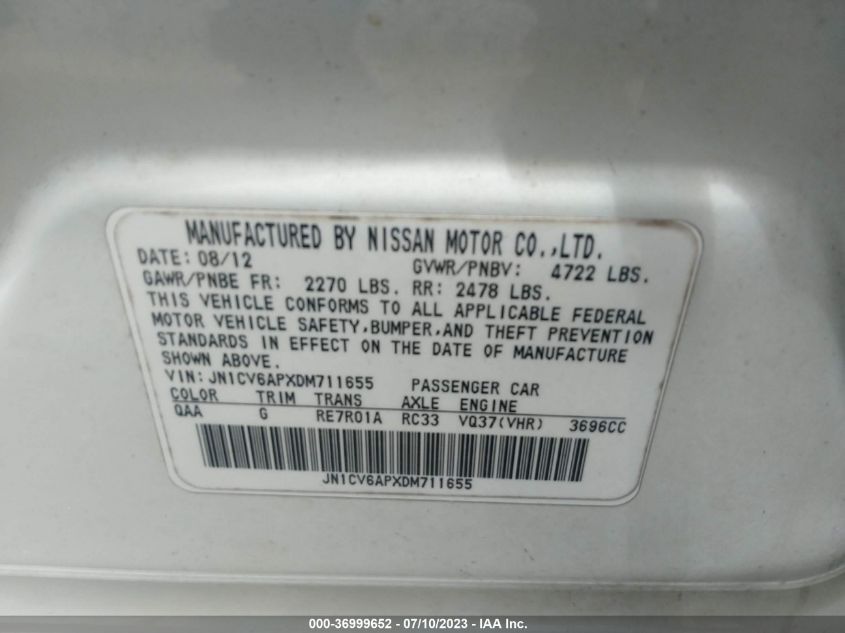 MANUFACTURED BY NISSAN MOTOR CO.,LTD.
DATE: 08/12 GVWR/PNBV: 4722 LBS.
GAWR/PNBE FR: 2270 LBS. RR: 2478 LBS.
THIS VEHICLE CONFORMS TO ALL APPLICABLE FEDERAL
MOTOR VEHICLE SAFETY,BUMPER,AND THEFT PREVENTION
STANDARDS IN EFFECT ON THE DATE OF MANUFACTURE
SHOWN ABOVE.
VIN: JN1CV6APXDM711655 PASSENGER CAR
COLOR TRIM TRANS AXLE ENGINE
QAA G RE7R01A RC33 VQ37(VHR) 3696CC
JN1CV6APXDM711655
000-36999652 - 07/10/2023 - IAA Inc.